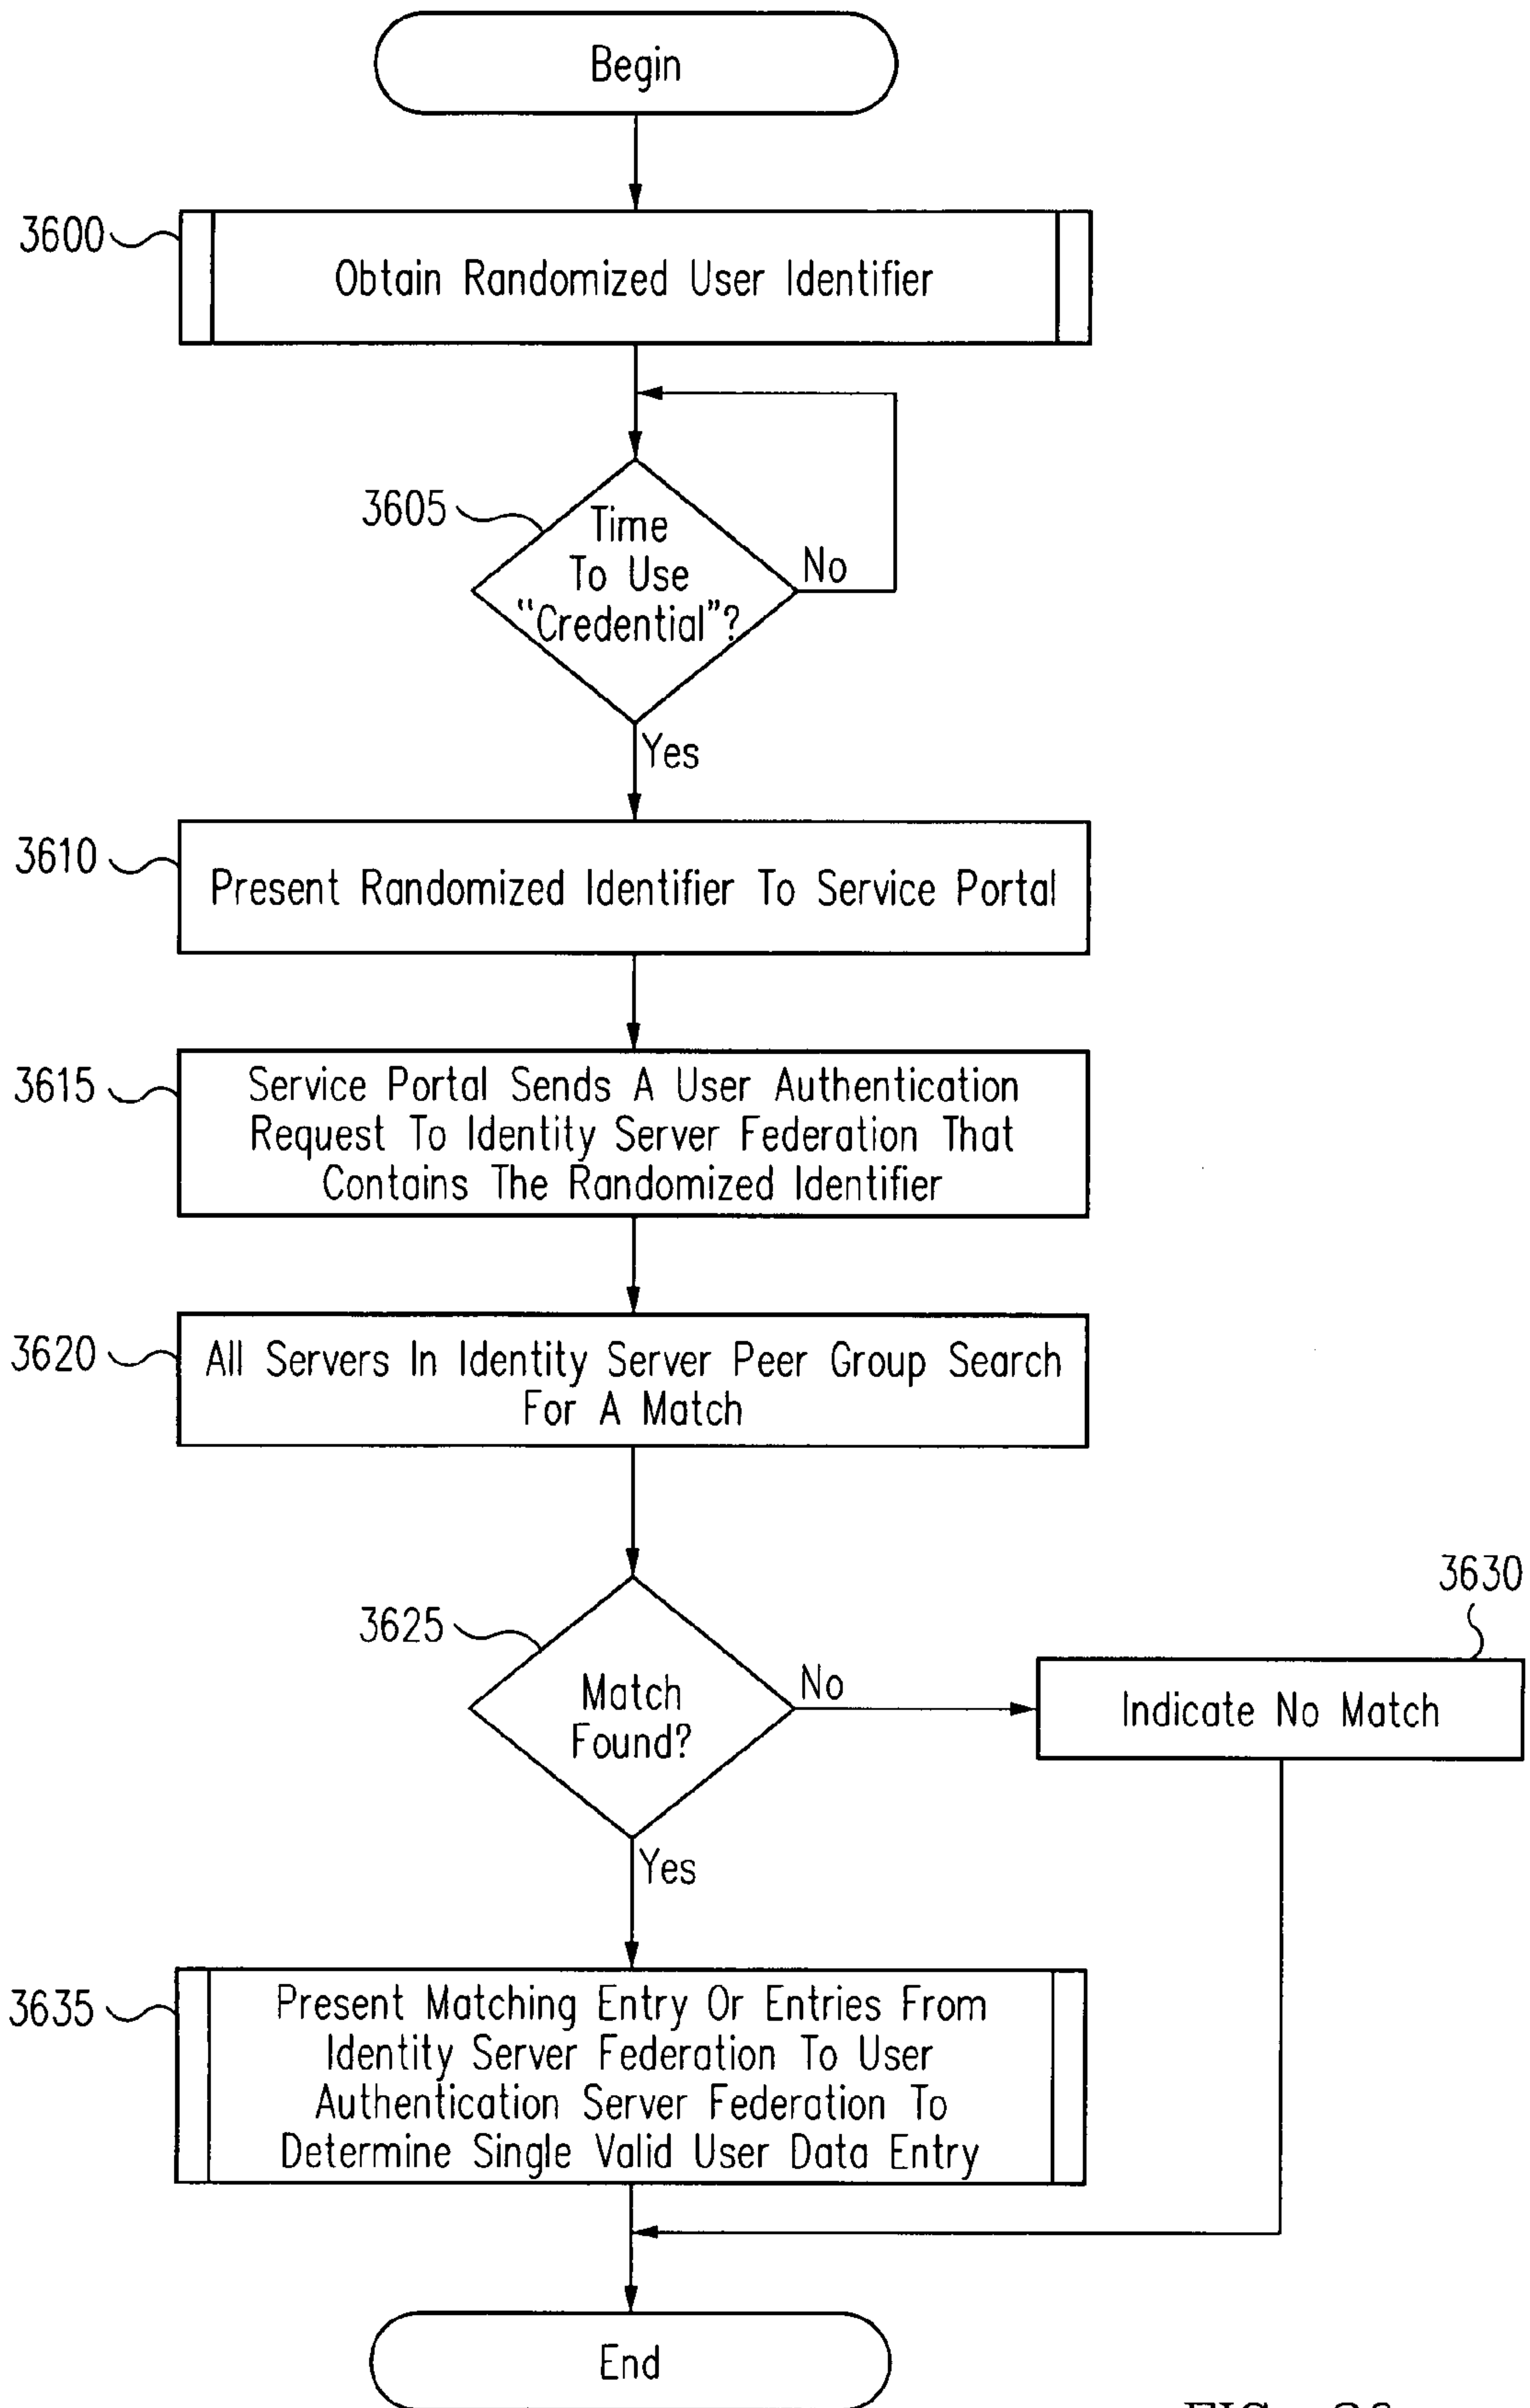 Begin
3600
Obtain Randomized User Identifier
3605
Time
To Use
"Credential"?
No
Yes
3610
Present Randomized Identifier To Service Portal
3615
Service Portal Sends A User Authentication
Request To Identity Server Federation That
Contains The Randomized Identifier
3620
All Servers In Identity Server Peer Group Search
For A Match
3625
Match
Found?
No
3630
Indicate No Match
Yes
3635
Present Matching Entry Or Entries From
Identity Server Federation To User
Authentication Server Federation To
Determine Single Valid User Data Entry
End